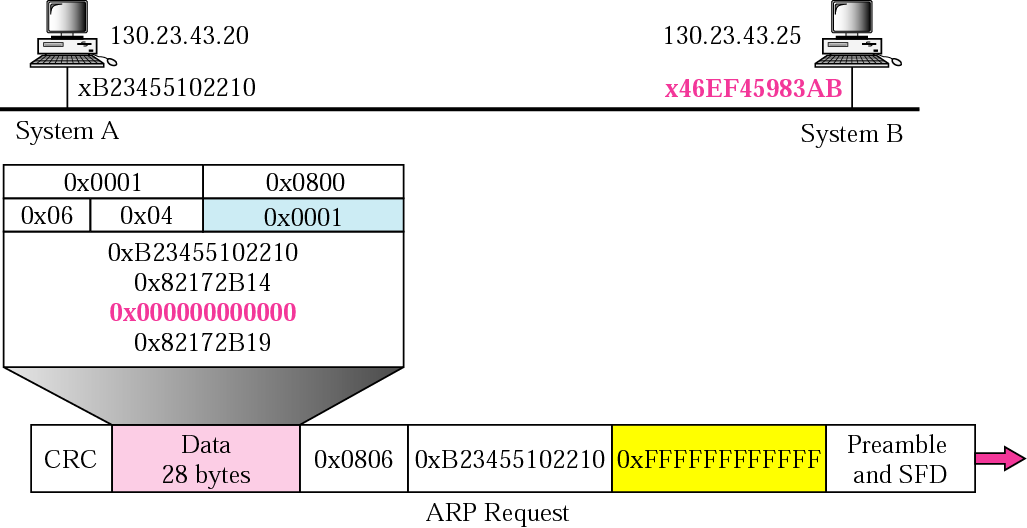 130.23.43.20
130.23.43.25
xB23455102210
x46EF45983AB
System A
System B
0x0001
0x0800
0x06
0x04
0x0001
0xB23455102210
0x82172B14
0x000000000000
0x82172B19
CRC
Data
28 bytes
0x0806
0xB23455102210
0xFFFFFFFFFFFF
Preamble
and SFD
ARP Request